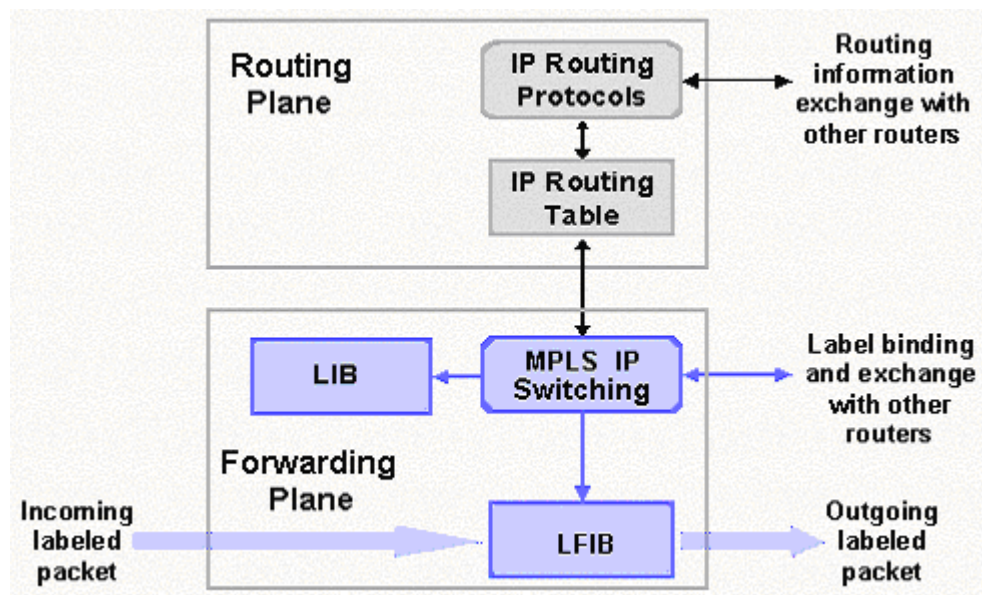 Routing
Plane
IP Routing
Protocols
Routing
information
exchange with
other routers
IP Routing
Table
LIB
MPLS IP
Switching
Label binding
and exchange
with other
routers
Forwarding
Plane
Incoming
labeled
packet
LFIB
Outgoing
labeled
packet